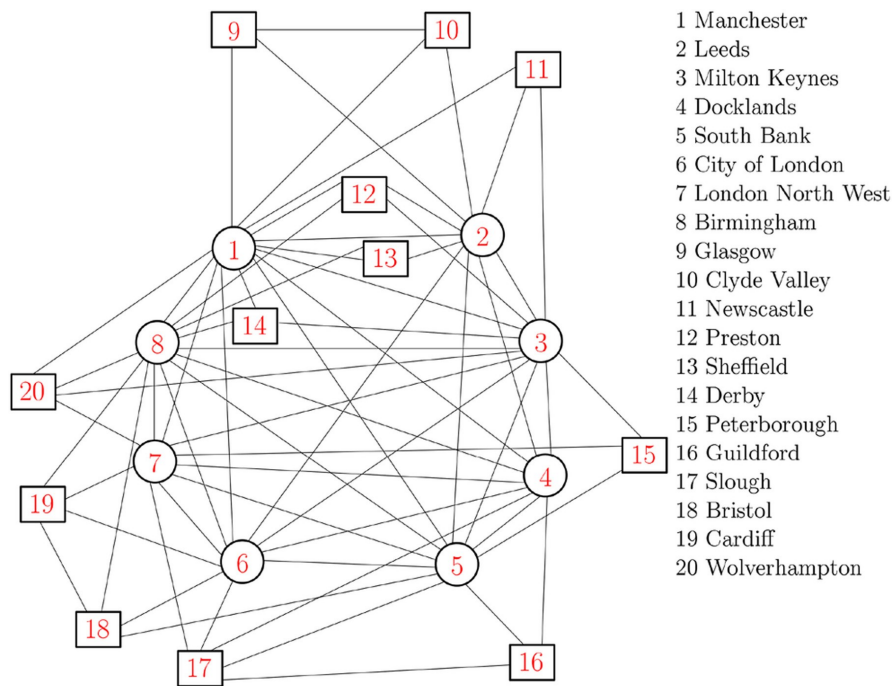 9
10
11
12
1
2
13
14
8
3
20
7
15
4
19
6
5
18
17
16
1 Manchester
2 Leeds
3 Milton Keynes
4 Docklands
5 South Bank
6 City of London
7 London North West
8 Birmingham
9 Glasgow
10 Clyde Valley
11 Newscastle
12 Preston
13 Sheffield
14 Derby
15 Peterborough
16 Guildford
17 Slough
18 Bristol
19 Cardiff
20 Wolverhampton